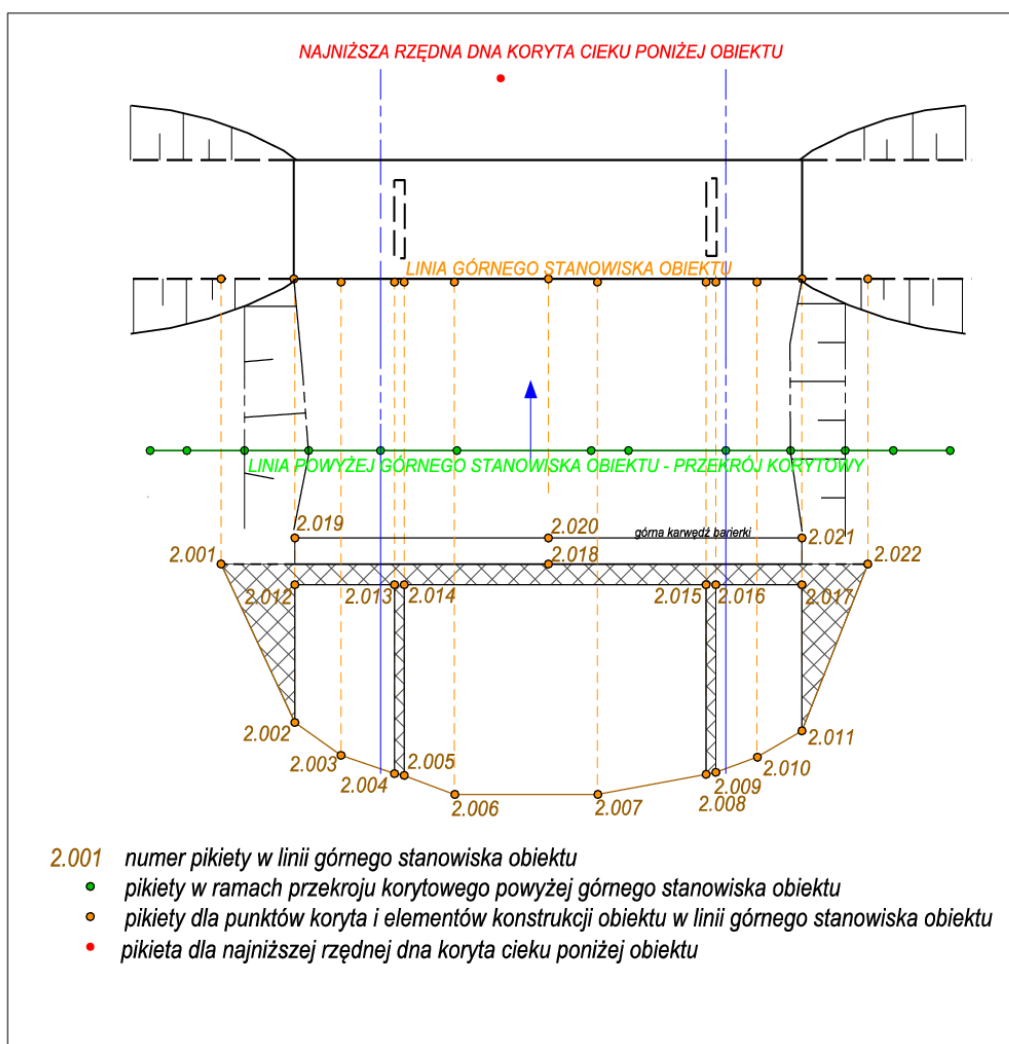 NAJNIŻSZA RZĘDNA DNA KORYTA CIEKU PONIŻEJ OBIEKTU
LINIA GÓRNEGO STANOWISKA OBIEKTU
LINIA POWYŻEJ GÓRNEGO STANOWISKA OBIEKTU - PRZEKRÓJ KORYTOWY
2.019
2.020
górna karwędź barierki
2.021
2.001
2.018
2.022
2.012
2.013
2.014
2.015
2.016
2.017
2.002
2.011
2.003
2.005
2.010
2.004
2.009
2.006
2.007
2.008
2.001 numer pikiety w linii górnego stanowiska obiektu
pikiety w ramach przekroju korytowego powyżej górnego stanowiska obiektu
pikiety dla punktów koryta i elementów konstrukcji obiektu w linii górnego stanowiska obiektu
pikieta dla najniższej rzędnej dna koryta cieku poniżej obiektu